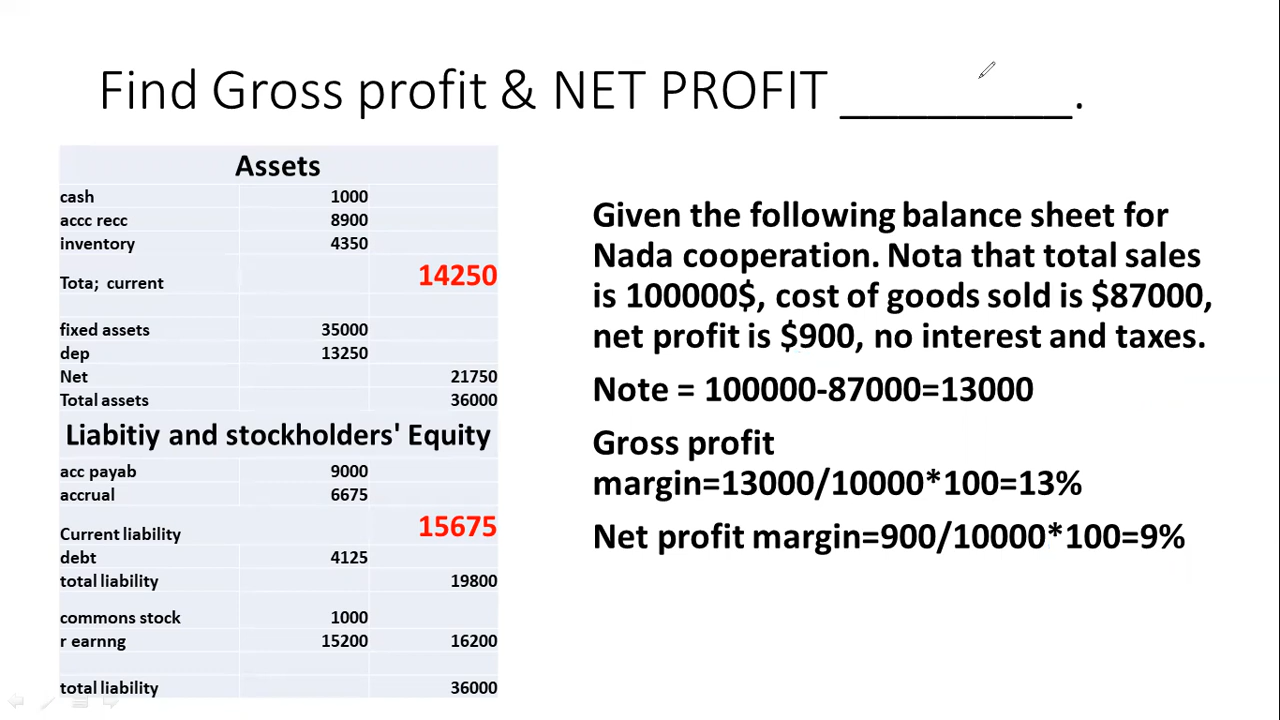 Find Gross profit & NET PROFIT ________.
Assets
cash 1000
accc recc 8900
inventory 4350
Tota; current 14250
fixed assets 35000
dep 13250
Net 21750
Total assets 36000
Liabitiy and stockholders' Equity
acc payab 9000
accrual 6675
Current liability 15675
debt 4125
total liability 19800
commons stock 1000
r earnng 15200 16200
total liability 36000
Given the following balance sheet for
Nada cooperation. Nota that total sales
is 100000$, cost of goods sold is $87000,
net profit is $900, no interest and taxes.
Note = 100000-87000=13000
Gross profit
margin=13000/10000*100=13%
Net profit margin=900/10000*100=9%